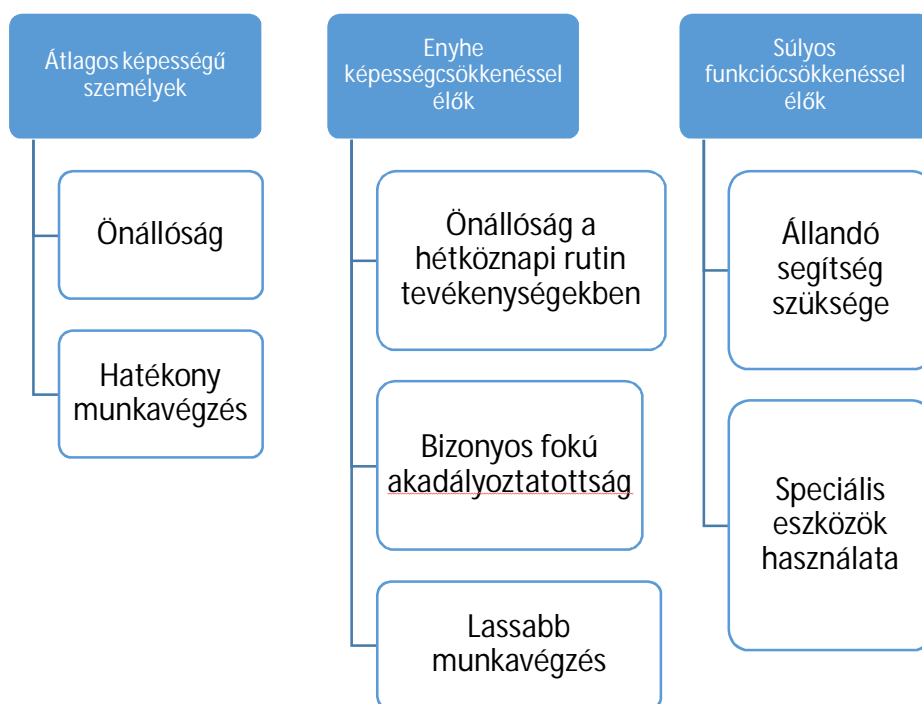 Átlagos képességű
személyek
Önállóság
Hatékony
munkavégzés
Enyhe
képességcsökkenéssel
élők
Önállóság a
hétköznapi rutin
tevékenységekben
Bizonyos fokú
akadályoztatottság
Lassabb
munkavégzés
Súlyos
funkciócsökkenéssel
élők
Állandó
segítség
szüksége
Speciális
eszközök
használata